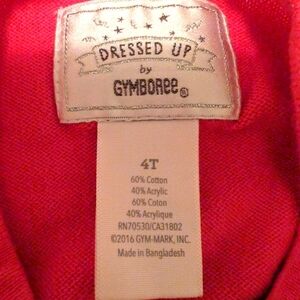 DRESSED UP
by
GYMBOREE®
4T
60% Cotton
40% Acrylic
60% Coton
40% Acrylique
RN70530/CA31802
©2016 GYM-MARK, INC.
Made in Bangladesh